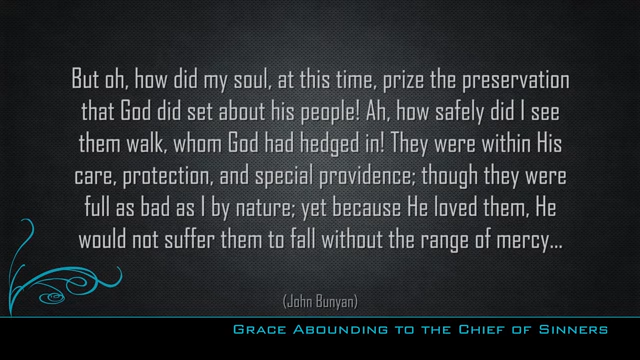 But oh, how did my soul, at this time, prize the preservation
that God did set about his people! Ah, how safely did I see
them walk, whom God had hedged in! They were within His
care, protection, and special providence; though they were
full as bad as I by nature; yet because He loved them, He
would not suffer them to fall without the range of mercy...
(John Bunyan)
Grace Abounding to the Chief of Sinners